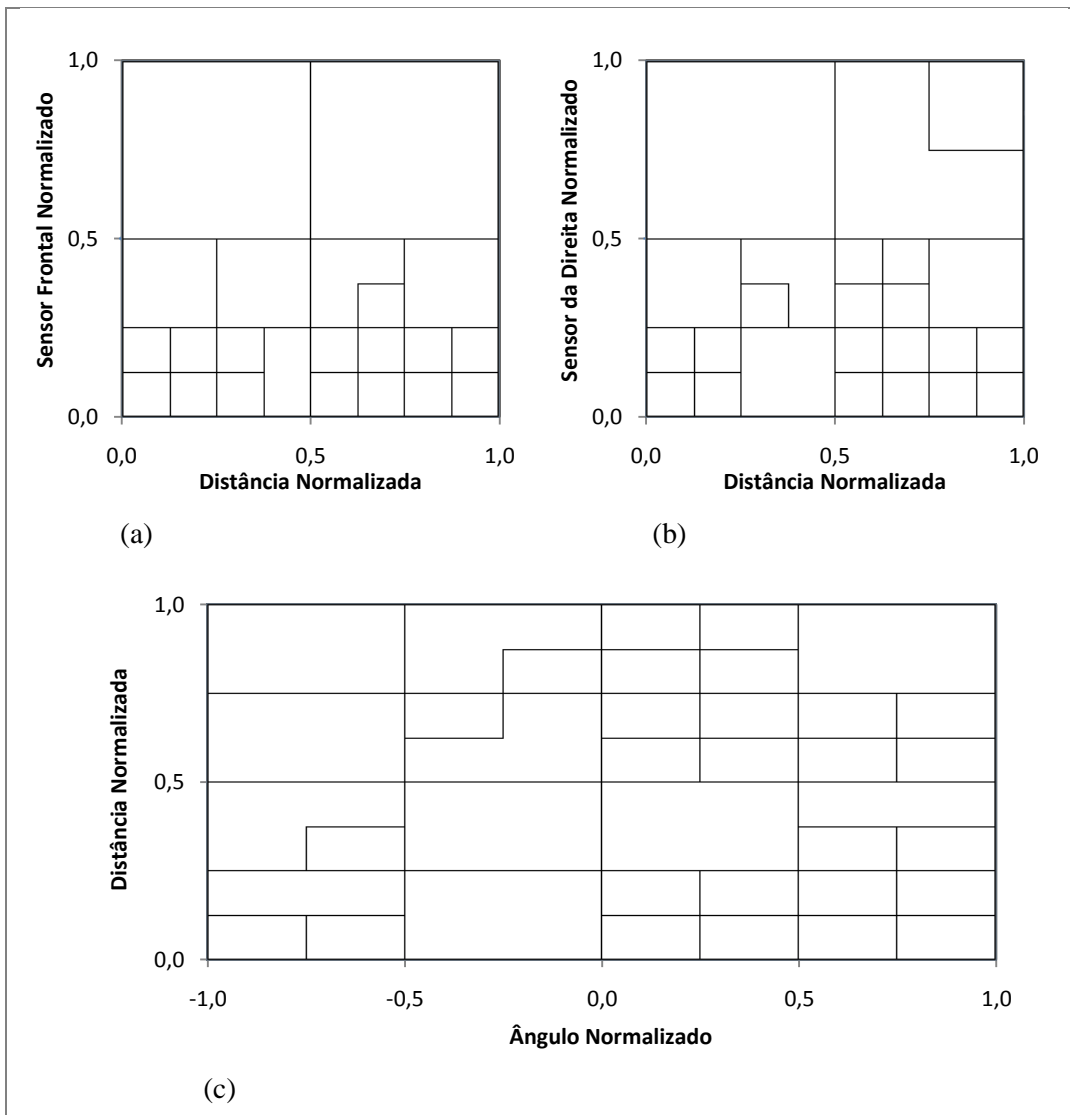 Sensor Frontal Normalizado
1,0
0,5
0,0
0,0 0,5 1,0
Distância Normalizada
(a)
Sensor da Direita Normalizado
1,0
0,5
0,0
0,0 0,5 1,0
Distância Normalizada
(b)
Distância Normalizada
1,0
0,5
0,0
-1,0 -0,5 0,0 0,5 1,0
Ângulo Normalizado
(c)